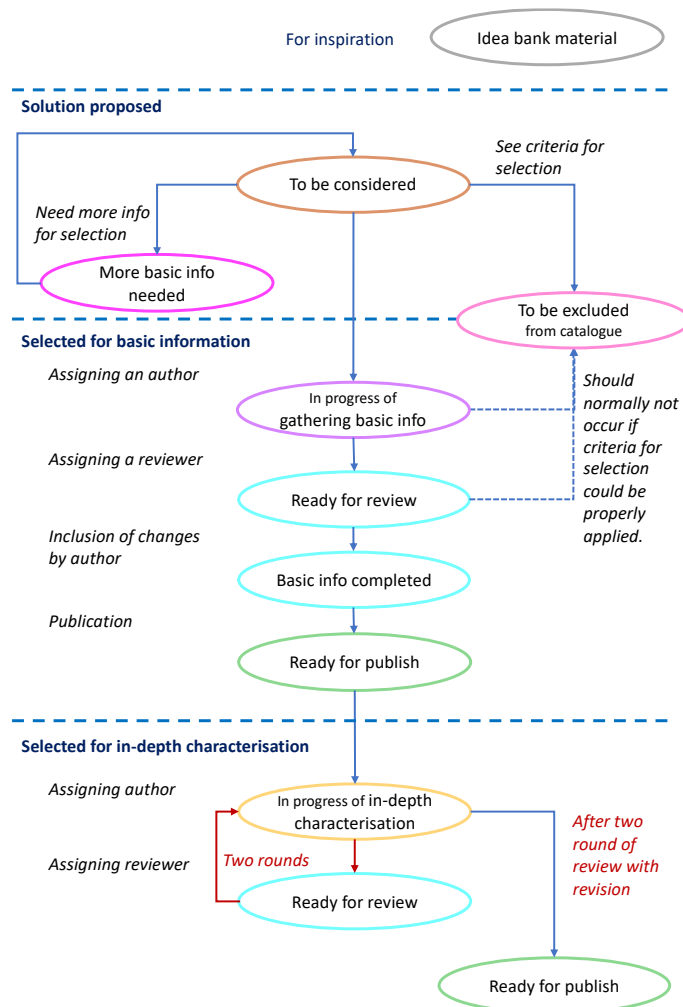 For inspiration
Idea bank material
Solution proposed
See criteria for
selection
To be considered
Need more info
for selection
More basic info
needed
To be excluded
from catalogue
Selected for basic information
Assigning an author
In progress of
gathering basic info
Should
normally not
occur if
criteria for
selection
could be
properly
applied.
Assigning a reviewer
Ready for review
Inclusion of changes
by author
Basic info completed
Publication
Ready for publish
Selected for in-depth characterisation
Assigning author
In progress of in-depth
characterisation
After two
round of
review with
revision
Assigning reviewer
Two rounds
Ready for review
Ready for publish